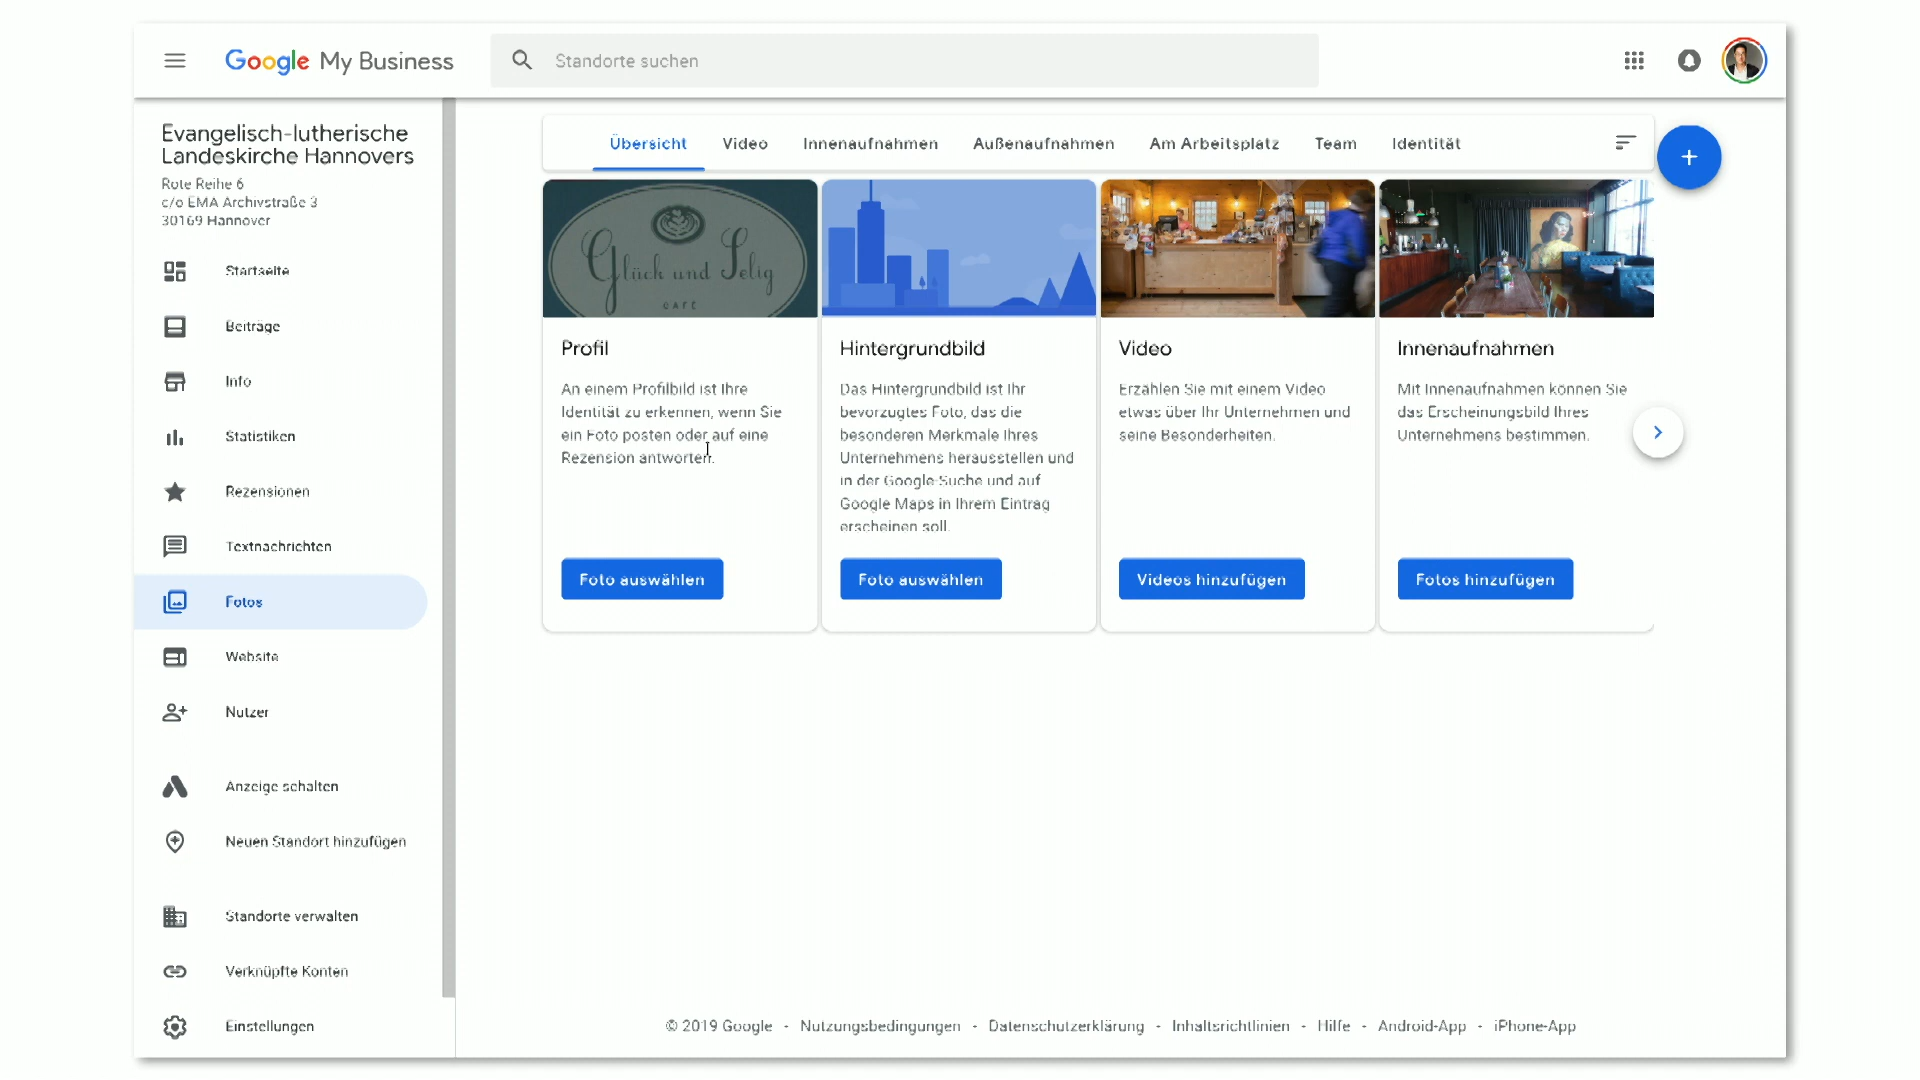 Google My Business
Standorte suchen
Evangelisch-lutherische
Landeskirche Hannovers
Rote Reihe 6
c/o EMA Archivstraße 3
30169 Hannover
Startseite
Beiträge
Info
Statistiken
Rezensionen
Textnachrichten
Fotos
Website
Nutzer
Anzeige schalten
Neuen Standort hinzufügen
Standorte verwalten
Verknüpfte Konten
Einstellungen
Übersicht Video Innenaufnahmen Außenaufnahmen Am Arbeitsplatz Team Identität
Glück und Selig
CAFE
Profil
An einem Profilbild ist Ihre
Identität zu erkennen, wenn Sie
ein Foto posten oder auf eine
Rezension antworten.
Foto auswählen
Hintergrundbild
Das Hintergrundbild ist Ihr
bevorzugtes Foto, das die
besonderen Merkmale Ihres
Unternehmens herausstellen und
in der Google-Suche und auf
Google Maps in Ihrem Eintrag
erscheinen soll.
Foto auswählen
Video
Erzählen Sie mit einem Video
etwas über Ihr Unternehmen und
seine Besonderheiten.
Videos hinzufügen
Innenaufnahmen
Mit Innenaufnahmen können Sie
das Erscheinungsbild Ihres
Unternehmens bestimmen.
Fotos hinzufügen
© 2019 Google - Nutzungsbedingungen - Datenschutzerklärung - Inhaltsrichtlinien - Hilfe - Android-App - iPhone-App